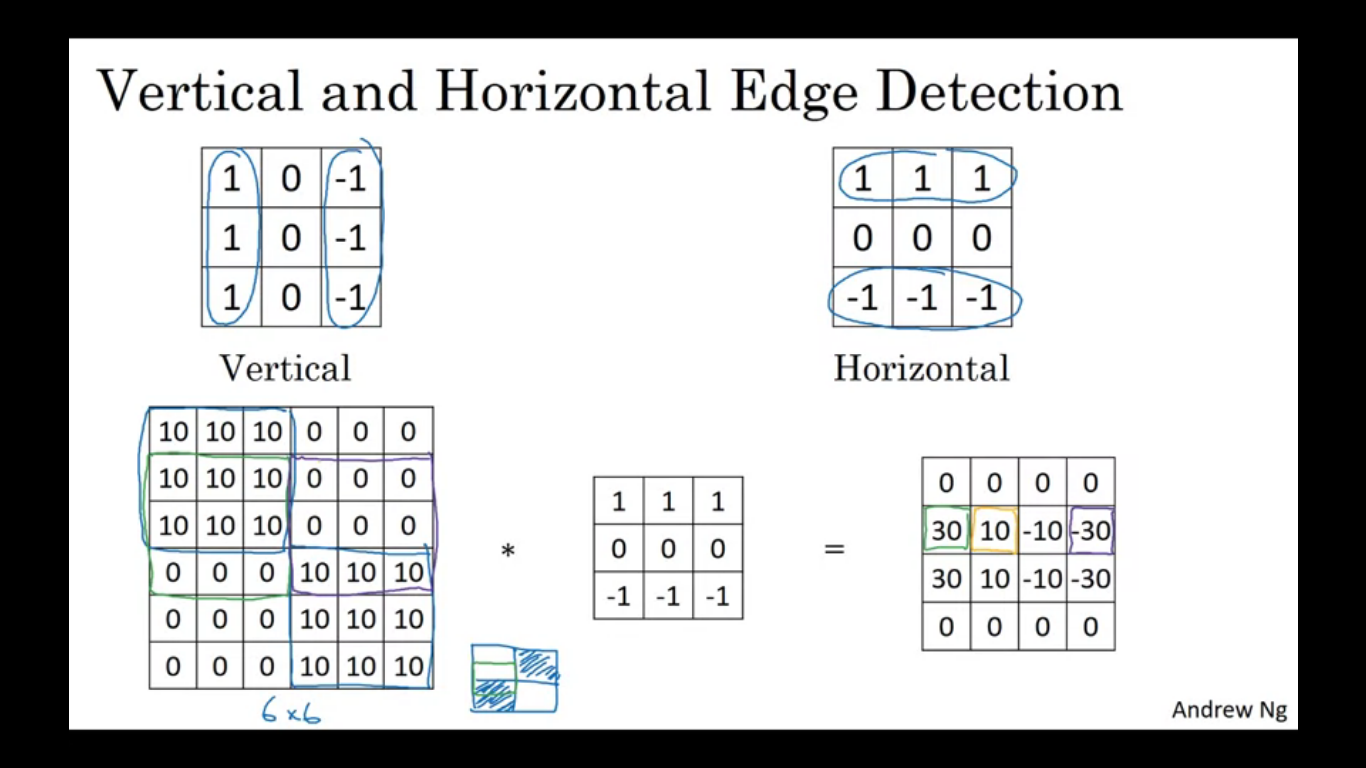 Vertical and Horizontal Edge Detection
1 0 -1
1 0 -1
1 0 -1
Vertical
1 1 1
0 0 0
-1 -1 -1
Horizontal
10 10 10 0 0 0
10 10 10 0 0 0
10 10 10 0 0 0
0 0 0 10 10 10
0 0 0 10 10 10
0 0 0 10 10 10
6 x 6
*
1 1 1
0 0 0
-1 -1 -1
=
0 0 0 0
30 10 -10 -30
30 10 -10 -30
0 0 0 0
Andrew Ng